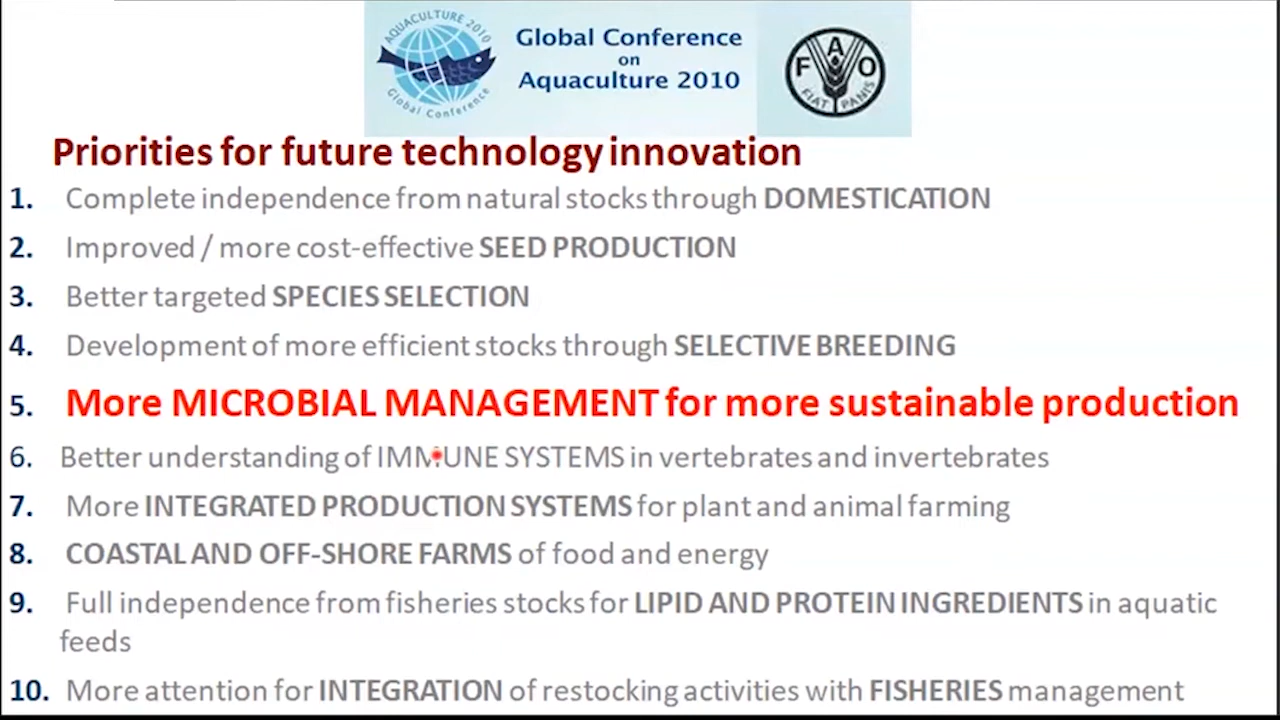 AQUACULTURE 2010
Global Conference
Global Conference
on
Aquaculture 2010
F A O
FIAT PANIS
Priorities for future technology innovation
1. Complete independence from natural stocks through DOMESTICATION
2. Improved / more cost-effective SEED PRODUCTION
3. Better targeted SPECIES SELECTION
4. Development of more efficient stocks through SELECTIVE BREEDING
5. More MICROBIAL MANAGEMENT for more sustainable production
6. Better understanding of IMMUNE SYSTEMS in vertebrates and invertebrates
7. More INTEGRATED PRODUCTION SYSTEMS for plant and animal farming
8. COASTAL AND OFF-SHORE FARMS of food and energy
9. Full independence from fisheries stocks for LIPID AND PROTEIN INGREDIENTS in aquatic
feeds
10. More attention for INTEGRATION of restocking activities with FISHERIES management